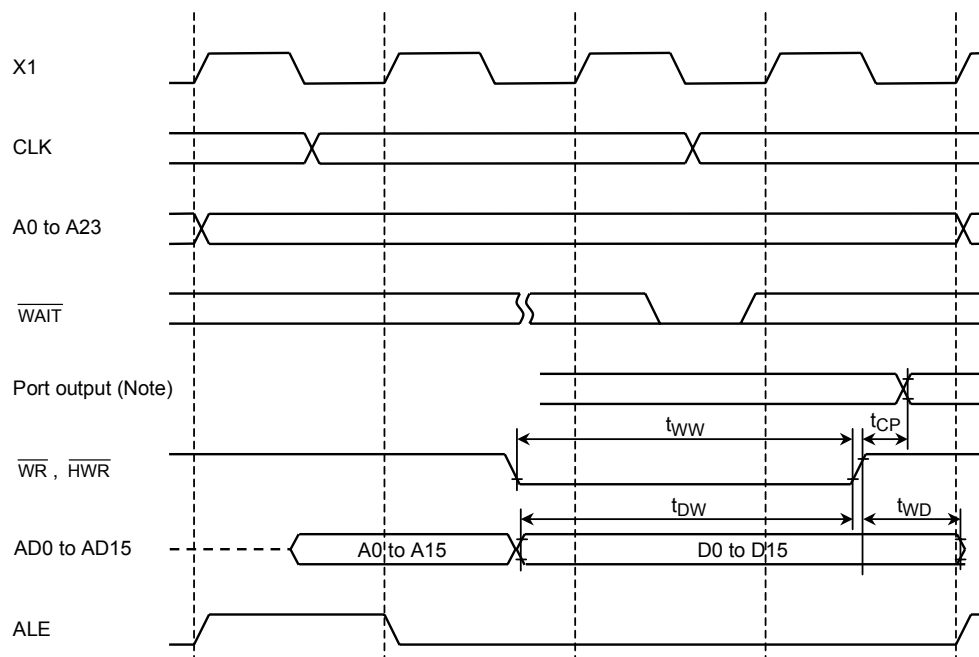 X1
CLK
A0 to A23
WAIT
Port output (Note)
tWW
tCP
WR , HWR
tDW
tWD
AD0 to AD15
A0 to A15
D0 to D15
ALE